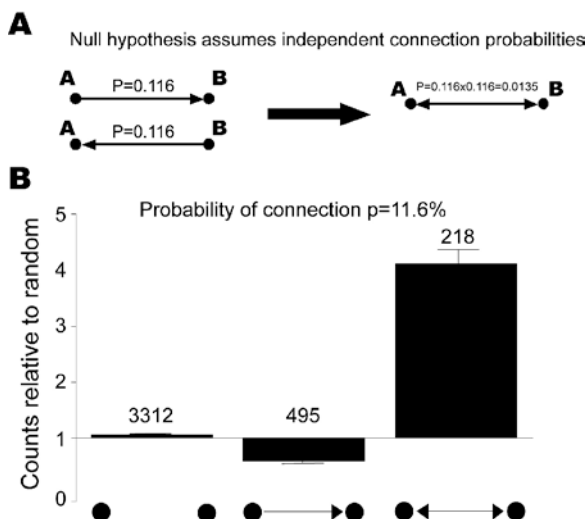 A
Null hypothesis assumes independent connection probabilities
A P=0.116 B
A P=0.116 B
A P=0.116x0.116=0.0135 B
B
Probability of connection p=11.6%
Counts relative to random
5
4
3
2
1
0
3312
495
218